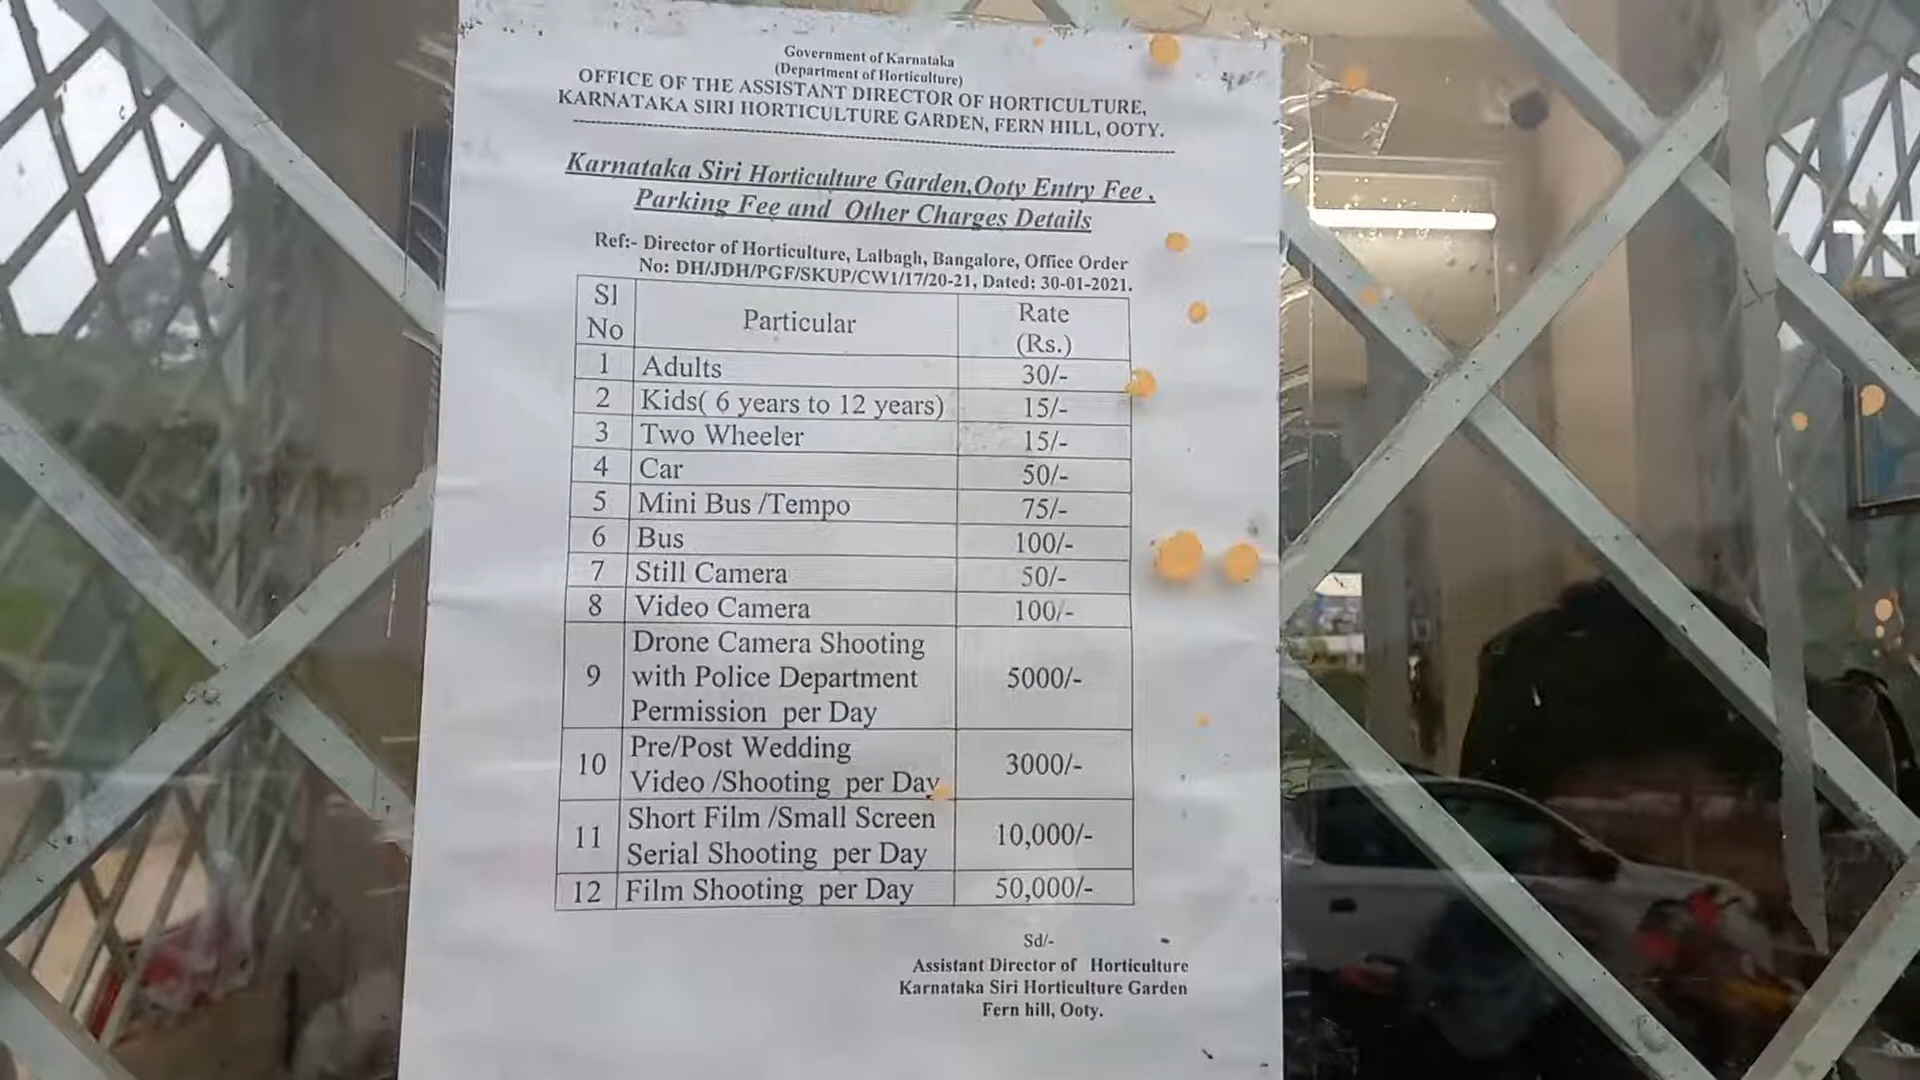 Government of Karnataka
(Department of Horticulture)
OFFICE OF THE ASSISTANT DIRECTOR OF HORTICULTURE,
KARNATAKA SIRI HORTICULTURE GARDEN, FERN HILL, OOTY.
Karnataka Siri Horticulture Garden,Ooty Entry Fee ,
Parking Fee and Other Charges Details
Ref:- Director of Horticulture, Lalbagh, Bangalore, Office Order
No: DH/JDH/PGF/SKUP/CW1/17/20-21, Dated: 30-01-2021.
Sl No Particular Rate (Rs.)
1 Adults 30/-
2 Kids( 6 years to 12 years) 15/-
3 Two Wheeler 15/-
4 Car 50/-
5 Mini Bus /Tempo 75/-
6 Bus 100/-
7 Still Camera 50/-
8 Video Camera 100/-
Drone Camera Shooting
9 with Police Department 5000/-
Permission per Day
Pre/Post Wedding
10 Video /Shooting per Day 3000/-
Short Film /Small Screen
11 Serial Shooting per Day 10,000/-
12 Film Shooting per Day 50,000/-
Sd/-
Assistant Director of Horticulture
Karnataka Siri Horticulture Garden
Fern hill, Ooty.